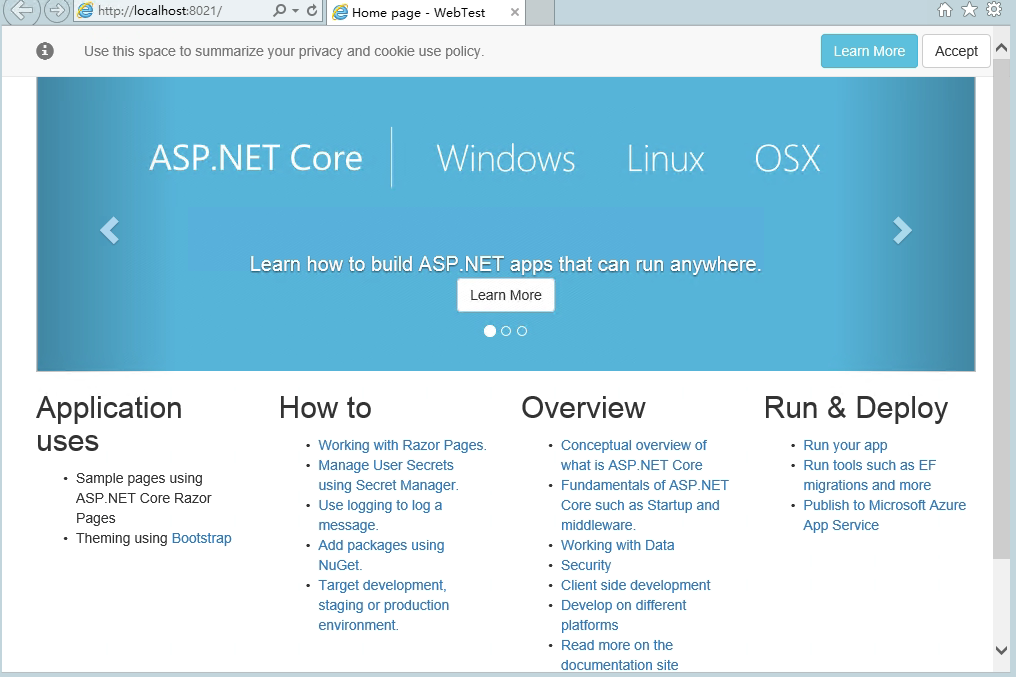 http://localhost:8021/
Home page - WebTest
Use this space to summarize your privacy and cookie use policy.
Learn More
Accept
ASP.NET Core
Windows
Linux
OSX
Learn how to build ASP.NET apps that can run anywhere.
Learn More
Application
uses
Sample pages using
ASP.NET Core Razor
Pages
Theming using Bootstrap
How to
Working with Razor Pages.
Manage User Secrets
using Secret Manager.
Use logging to log a
message.
Add packages using
NuGet.
Target development,
staging or production
environment.
Overview
Conceptual overview of
what is ASP.NET Core
Fundamentals of ASP.NET
Core such as Startup and
middleware.
Working with Data
Security
Client side development
Develop on different
platforms
Read more on the
documentation site
Run & Deploy
Run your app
Run tools such as EF
migrations and more
Publish to Microsoft Azure
App Service